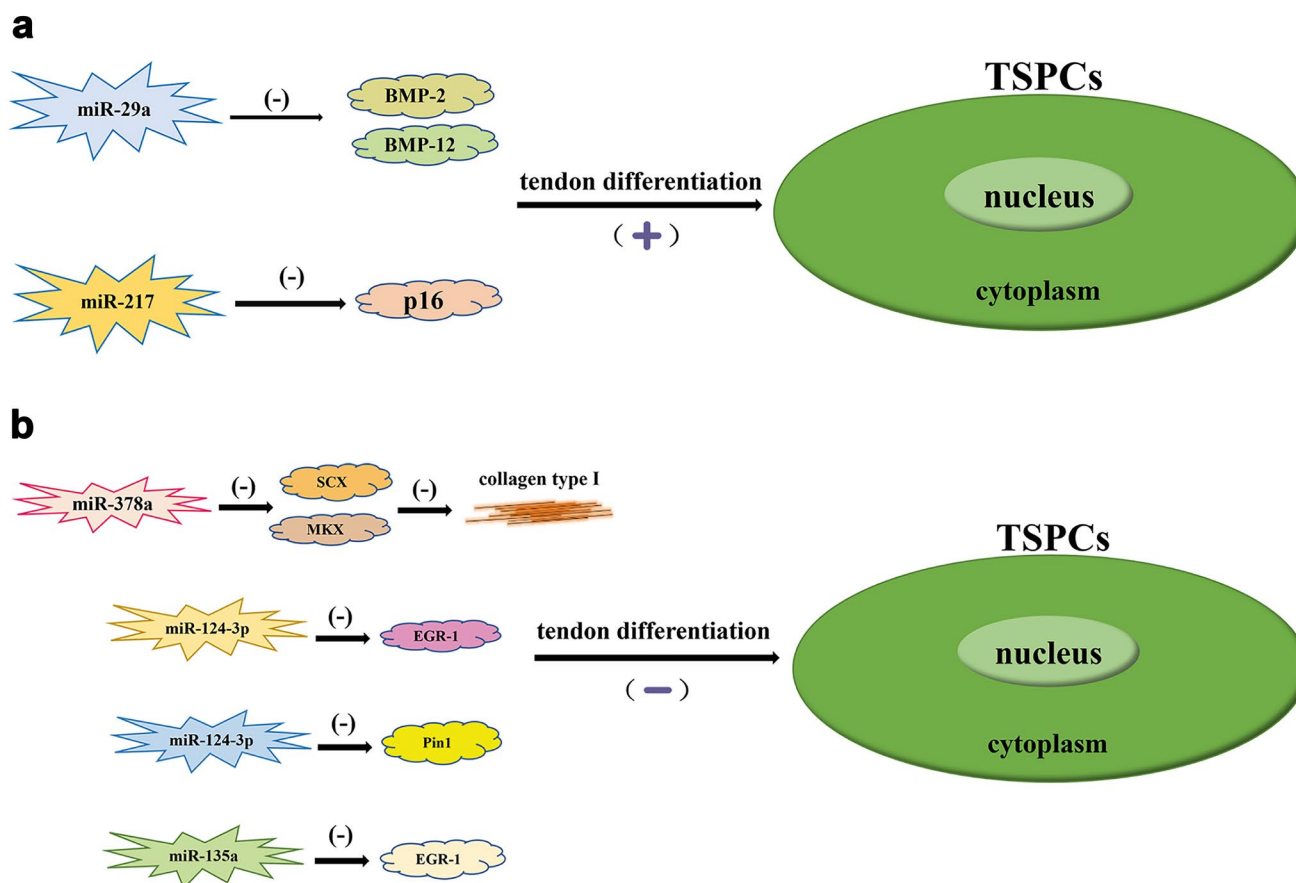 a
TSPCs
miR-29a
(-)
BMP-2
BMP-12
tendon differentiation
( + )
nucleus
cytoplasm
miR-217
(-)
p16
b
miR-378a
(-)
SCX
MKX
(-)
collagen type I
TSPCs
miR-124-3p
(-)
EGR-1
tendon differentiation
( − )
nucleus
cytoplasm
miR-124-3p
(-)
Pin1
miR-135a
(-)
EGR-1